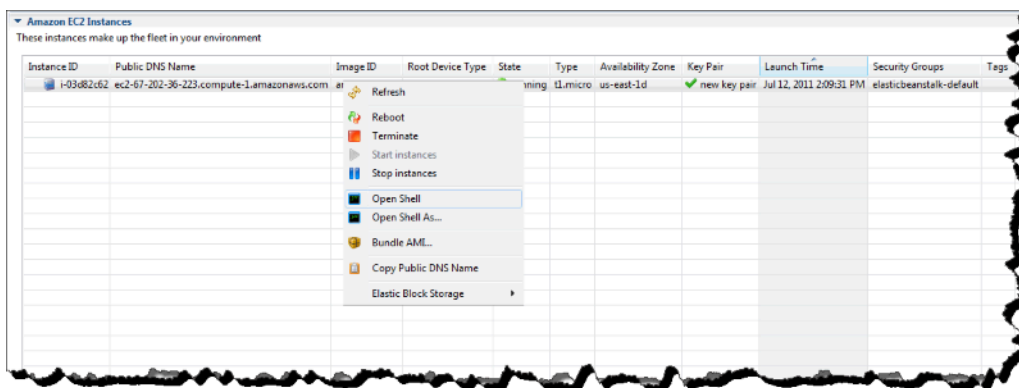 Amazon EC2 Instances
These instances make up the fleet in your environment
Instance ID Public DNS Name Image ID Root Device Type State Type Availability Zone Key Pair Launch Time Security Groups Tags
i-03d82c62 ec2-67-202-36-223.compute-1.amazonaws.com t1.micro us-east-1d new key pair Jul 12, 2011 2:09:31 PM elasticbeanstalk-default
Refresh
Reboot
Terminate
Start instances
Stop instances
Open Shell
Open Shell As...
Bundle AMI...
Copy Public DNS Name
Elastic Block Storage